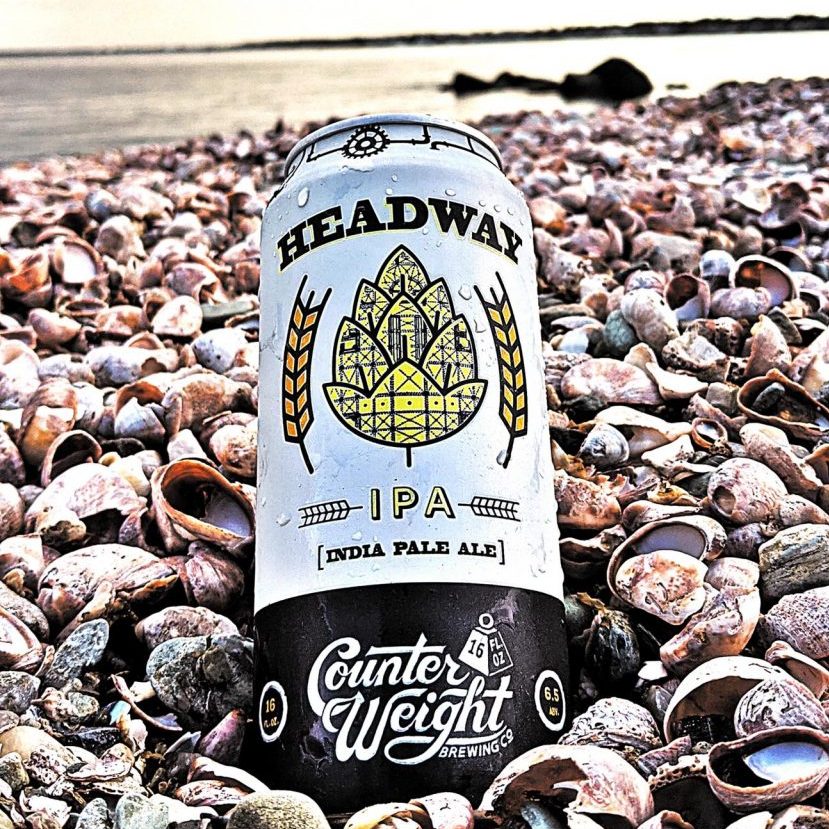 HEADWAY
IPA
[INDIA PALE ALE]
16
FL
OZ
Counter
Weight
BREWING CO
16
FL. OZ.
6.5
ABV.